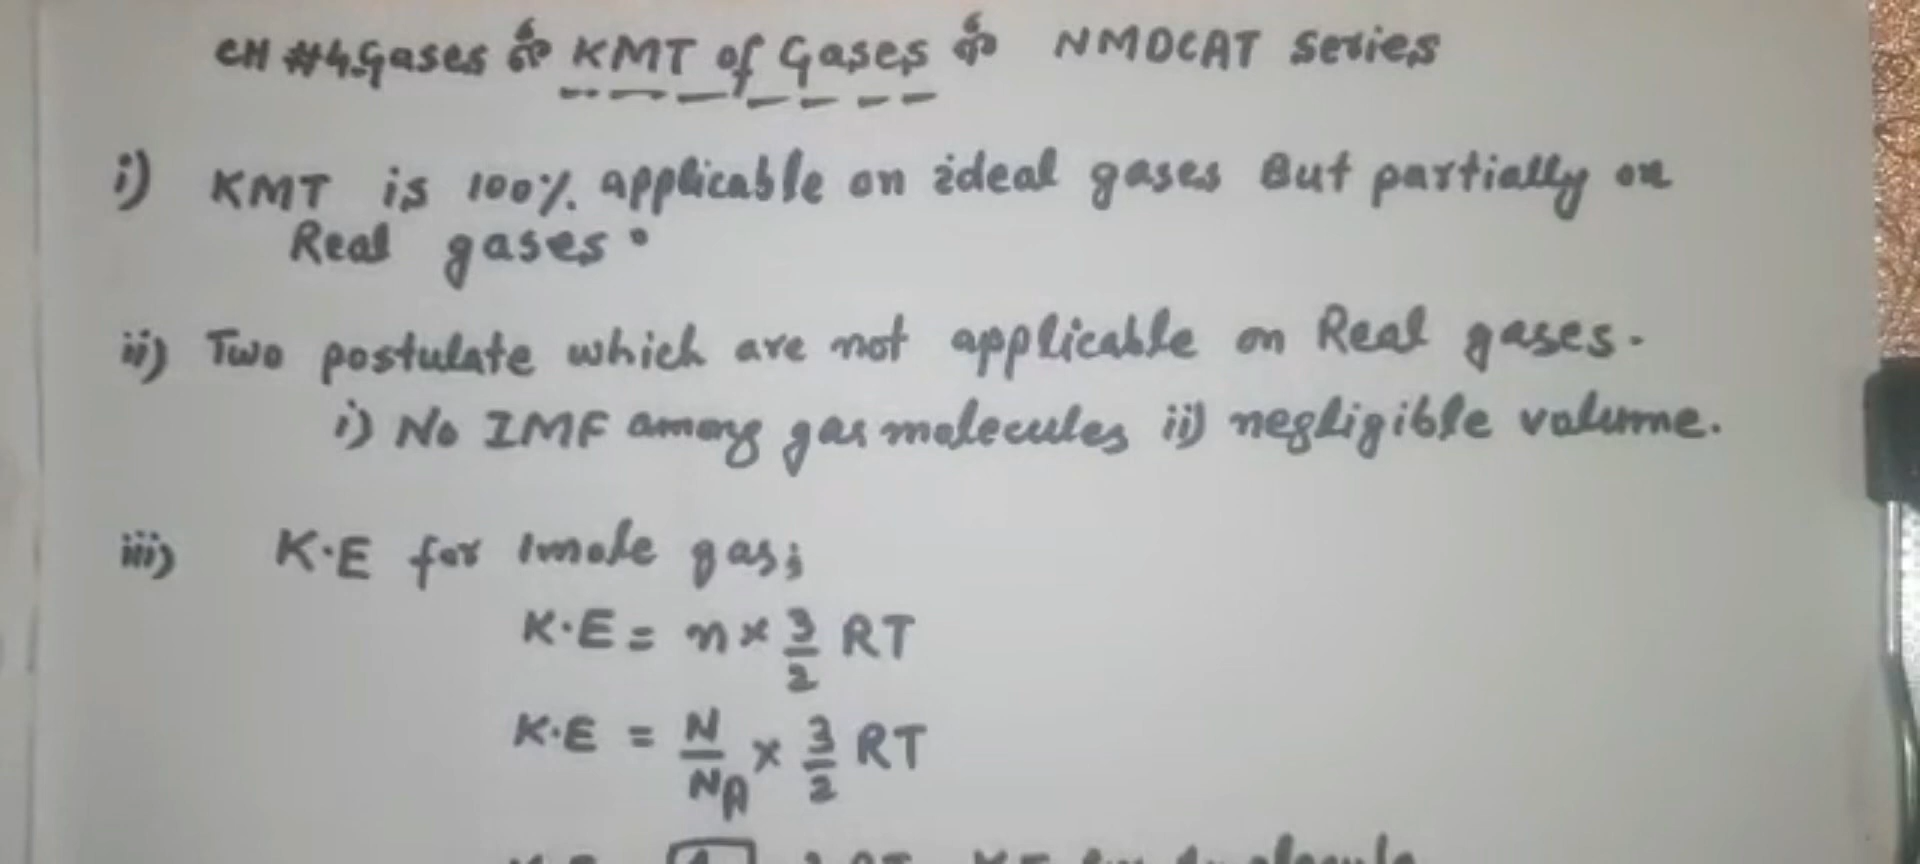 CH #4. Gases KMT of Gases NMDCAT Series
i) KMT is 100% applicable on ideal gases But partially on
Real gases.
ii) Two postulate which are not applicable on Real gases.
i) No IMF among gas molecules ii) negligible volume.
iii) K.E for 1mole gas;
K.E = n × 3/2 RT
K.E = N/NA × 3/2 RT